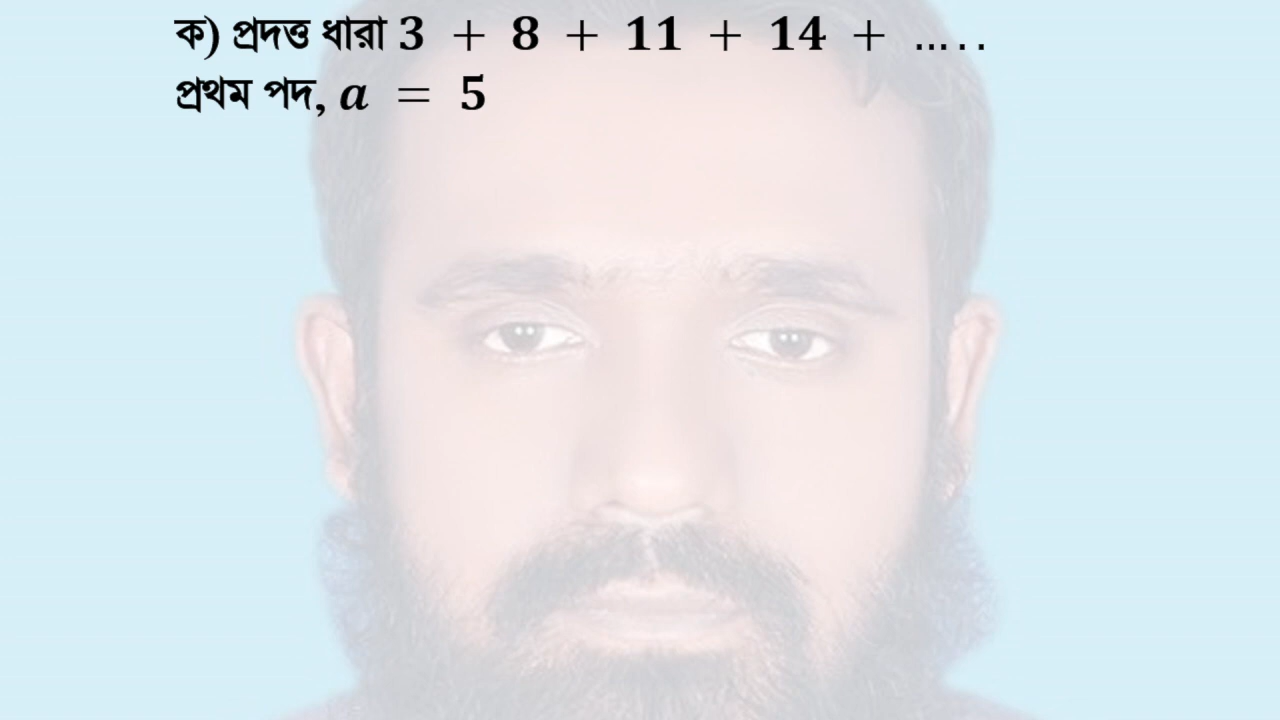 ক) প্রদত্ত ধারা 3 + 8 + 11 + 14 + … . .
প্রথম পদ, a = 5